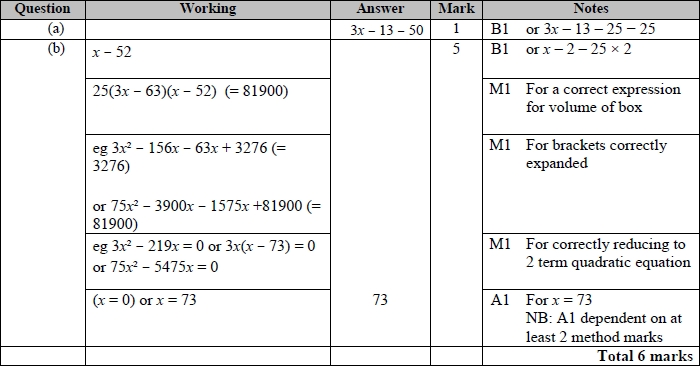 Question Working Answer Mark Notes
(a) 3x – 13 – 50 1 B1 or 3x – 13 – 25 – 25
(b) x – 52 5 B1 or x – 2 – 25 × 2
25(3x – 63)(x – 52) (= 81900) M1 For a correct expression
for volume of box
eg 3x² – 156x – 63x + 3276 (= M1 For brackets correctly
3276) expanded
or 75x² – 3900x – 1575x +81900 (=
81900)
eg 3x² – 219x = 0 or 3x(x – 73) = 0 M1 For correctly reducing to
or 75x² – 5475x = 0 2 term quadratic equation
(x = 0) or x = 73 73 A1 For x = 73
NB: A1 dependent on at
least 2 method marks
Total 6 marks